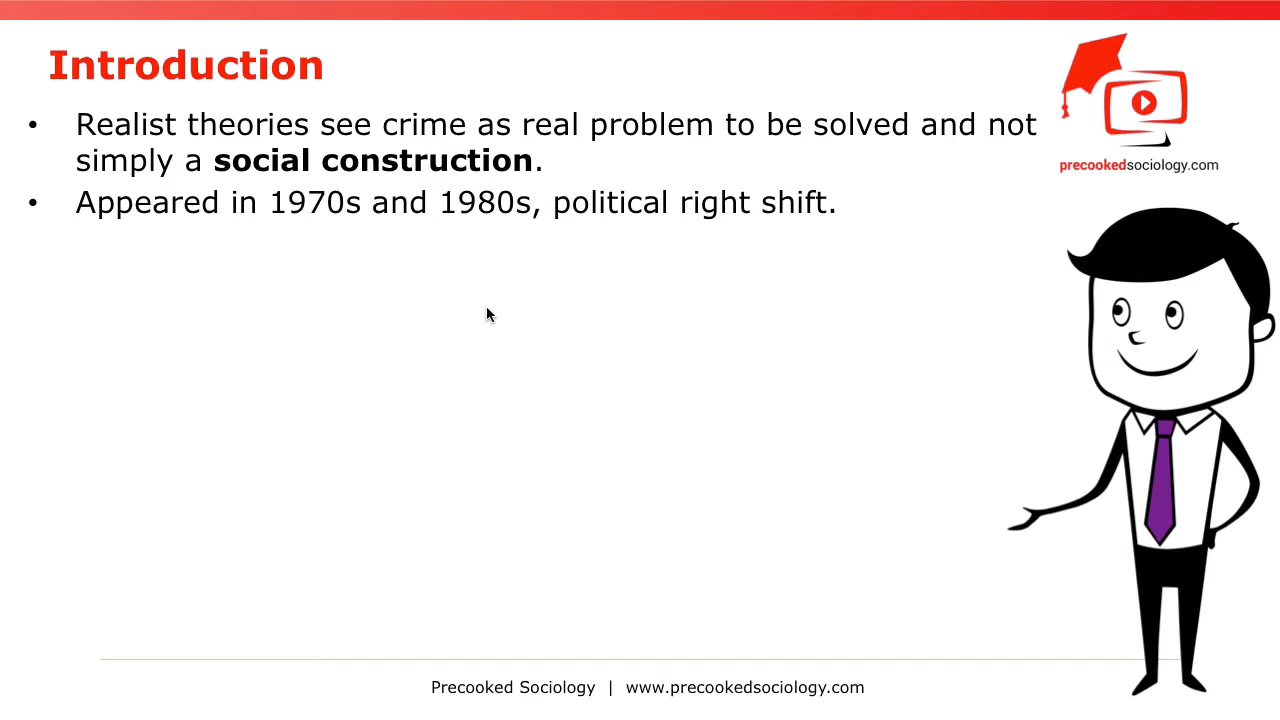 Introduction
• Realist theories see crime as real problem to be solved and not
simply a social construction.
• Appeared in 1970s and 1980s, political right shift.
precookedsociology.com
Precooked Sociology | www.precookedsociology.com